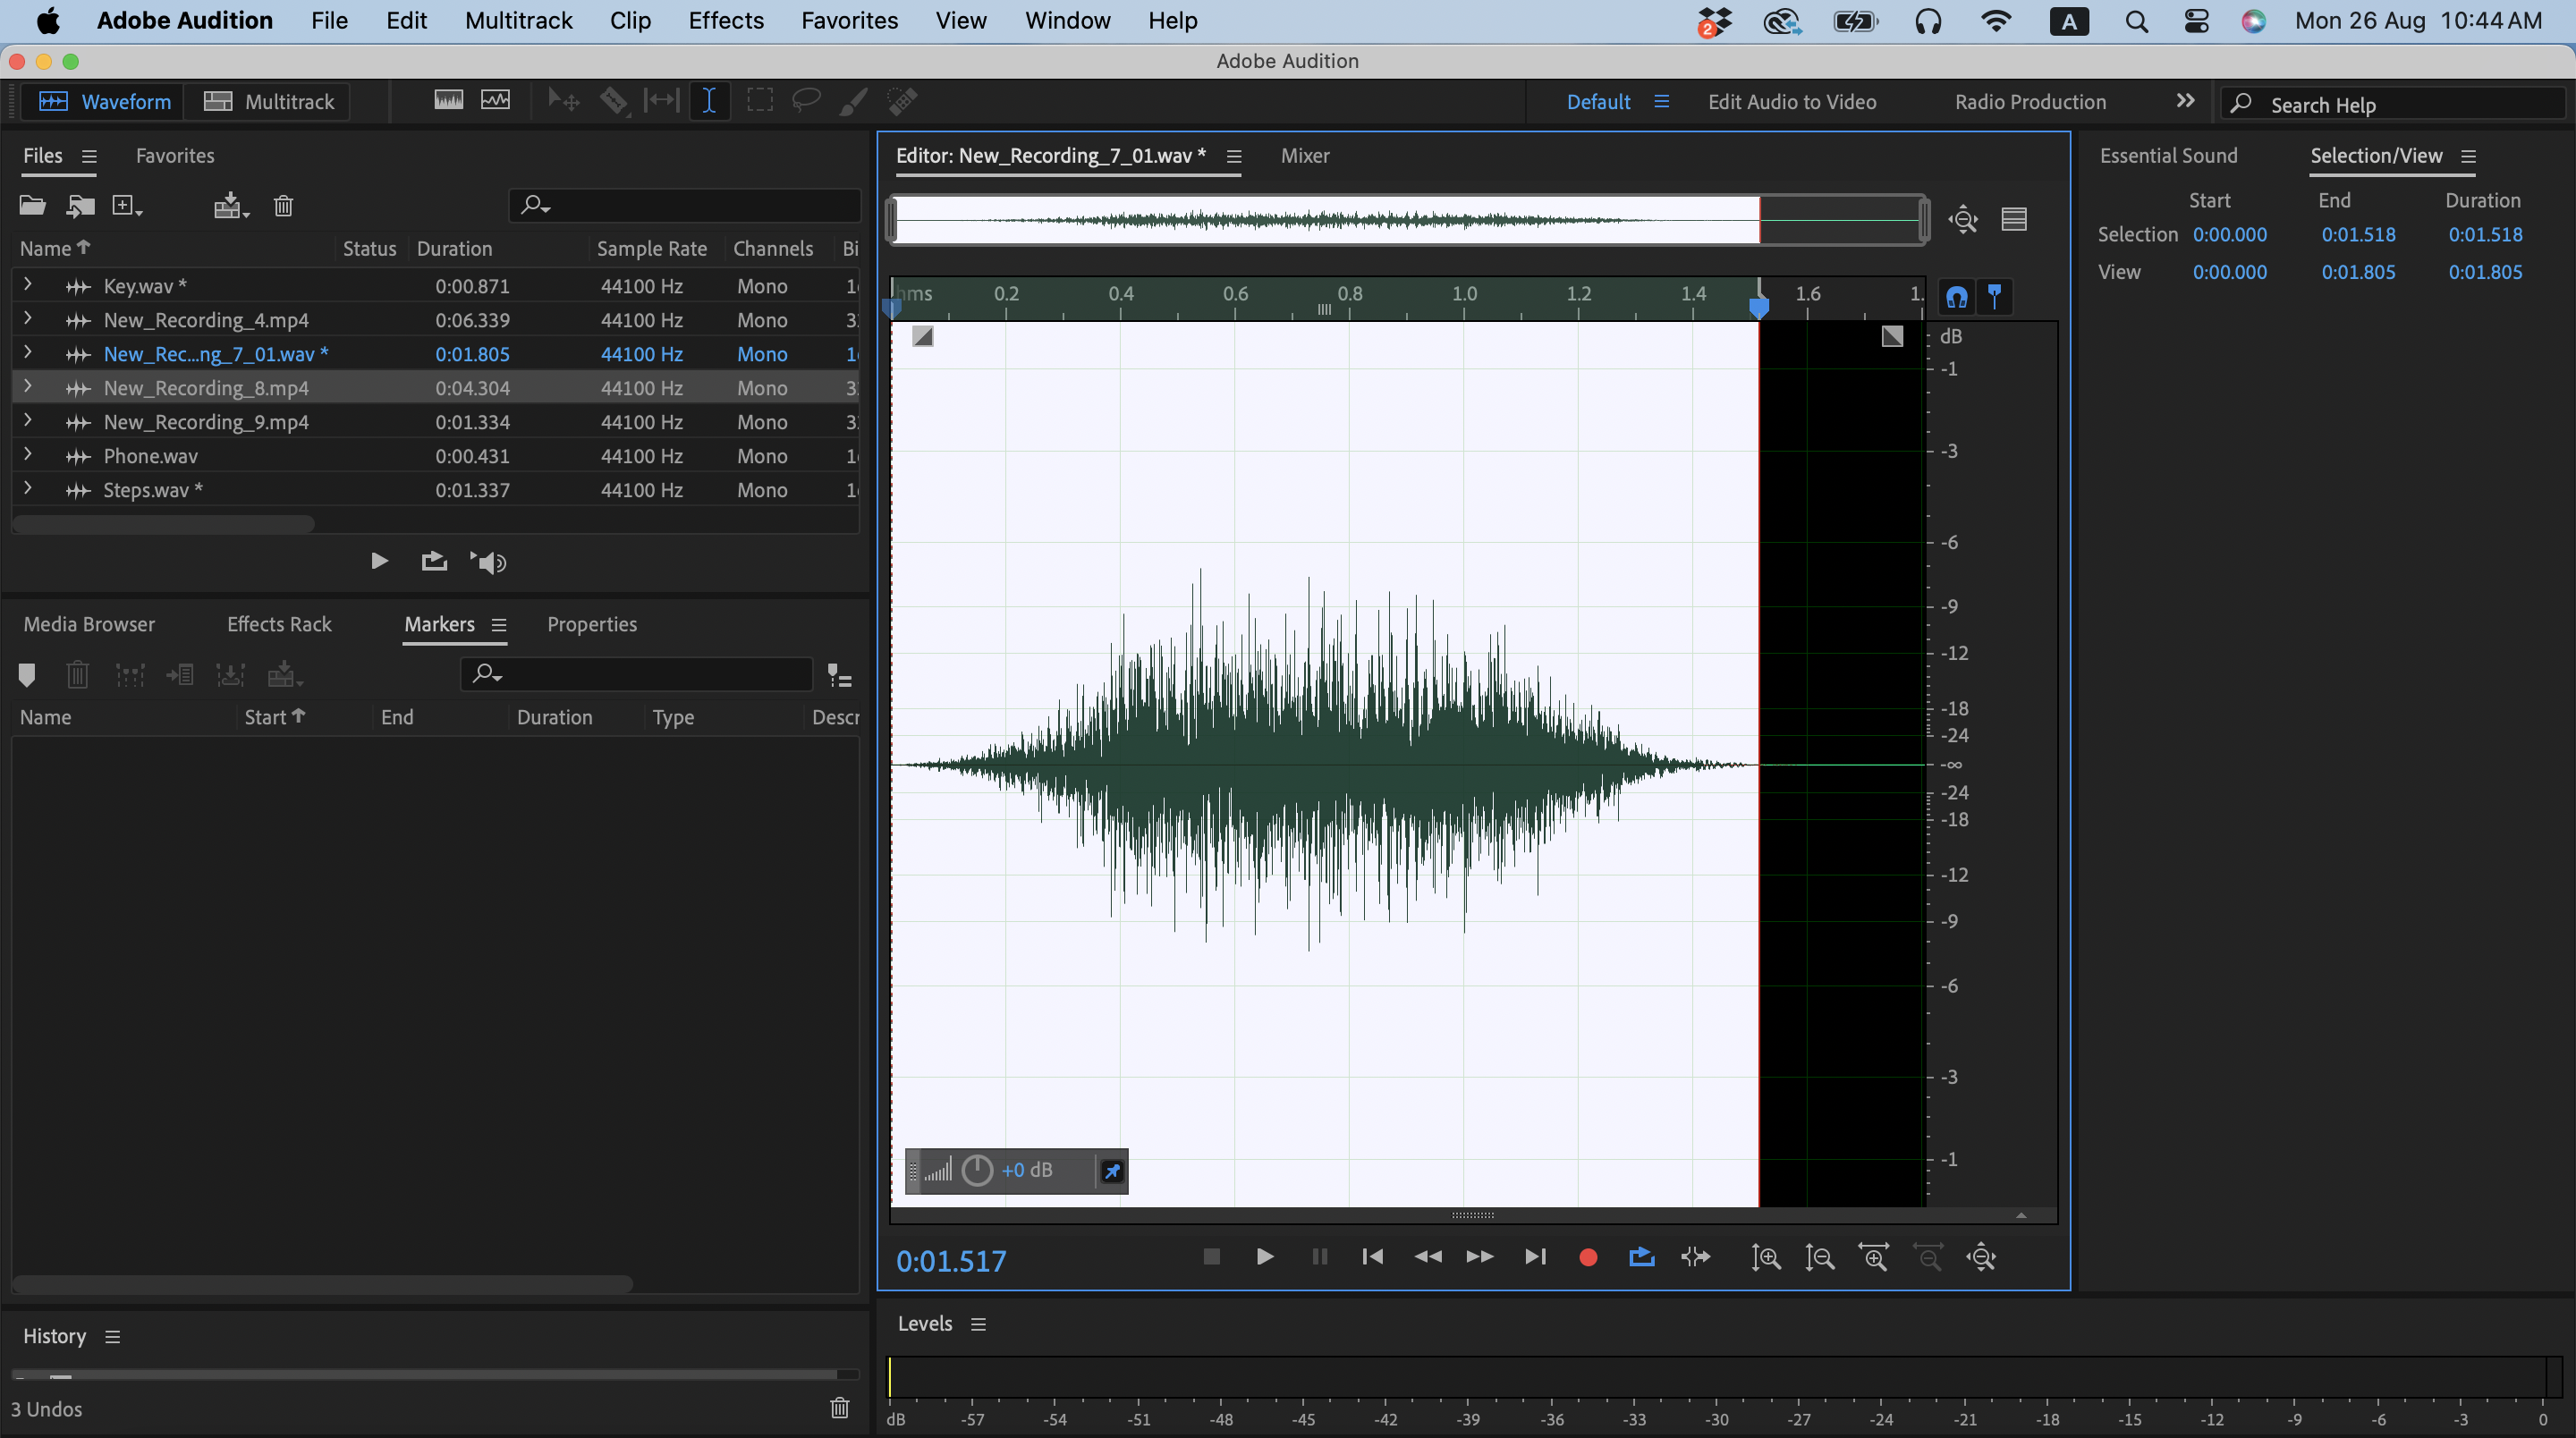 Adobe Audition File Edit Multitrack Clip Effects Favorites View Window Help 2 A Mon 26 Aug 10:44 AM
Adobe Audition
Waveform Multitrack Default Edit Audio to Video Radio Production Search Help
Files Favorites
Name Status Duration Sample Rate Channels Bi
Key.wav * 0:00.871 44100 Hz Mono 1
New_Recording_4.mp4 0:06.339 44100 Hz Mono 3
New_Rec...ng_7_01.wav * 0:01.805 44100 Hz Mono 1
New_Recording_8.mp4 0:04.304 44100 Hz Mono 3
New_Recording_9.mp4 0:01.334 44100 Hz Mono 3
Phone.wav 0:00.431 44100 Hz Mono 1
Steps.wav * 0:01.337 44100 Hz Mono 1
Media Browser Effects Rack Markers Properties
Name Start End Duration Type Descr
History
3 Undos
Editor: New_Recording_7_01.wav * Mixer
hms 0.2 0.4 0.6 0.8 1.0 1.2 1.4 1.6 1.
dB
-1
-3
-6
-9
-12
-18
-24
-∞
-24
-18
-12
-9
-6
-3
-1
+0 dB
0:01.517
Levels
dB -57 -54 -51 -48 -45 -42 -39 -36 -33 -30 -27 -24 -21 -18 -15 -12 -9 -6 -3 0
Essential Sound Selection/View
Start End Duration
Selection 0:00.000 0:01.518 0:01.518
View 0:00.000 0:01.805 0:01.805